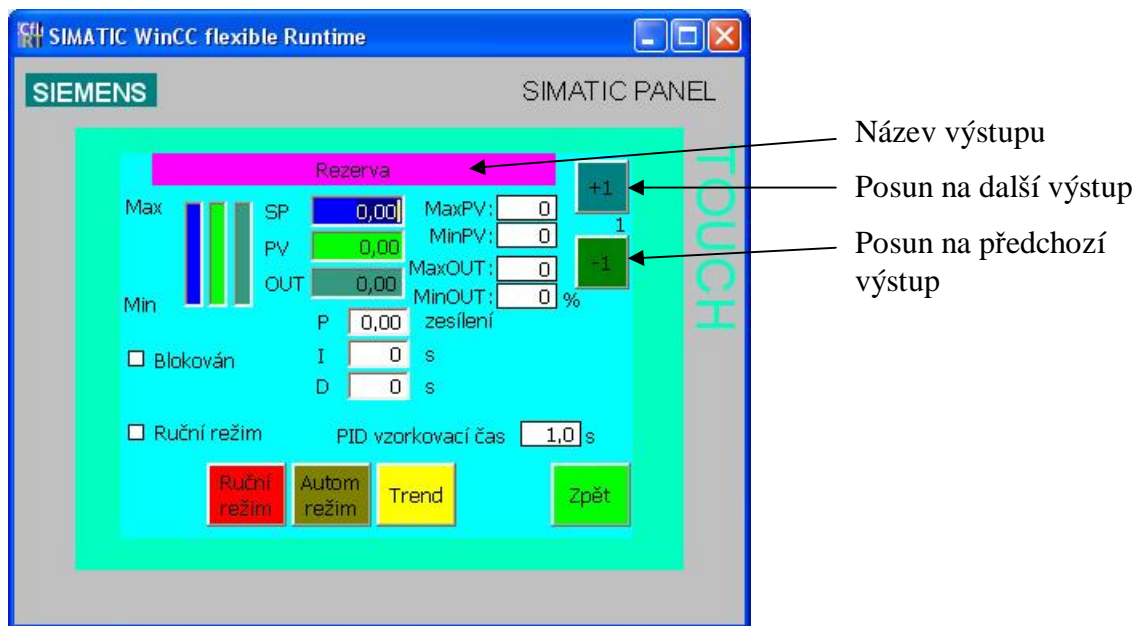 SIMATIC WinCC flexible Runtime
SIEMENS
SIMATIC PANEL
TOUCH
Rezerva
+1
1
-1
Max
Min
SP 0,00
PV 0,00
OUT 0,00
MaxPV: 0
MinPV: 0
MaxOUT: 0
MinOUT: 0 %
P 0,00 zesílení
I 0 s
D 0 s
Blokován
Ruční režim
PID vzorkovací čas 1,0 s
Ruční
režim
Autom
režim
Trend
Zpět
Název výstupu
Posun na další výstup
Posun na předchozí
výstup